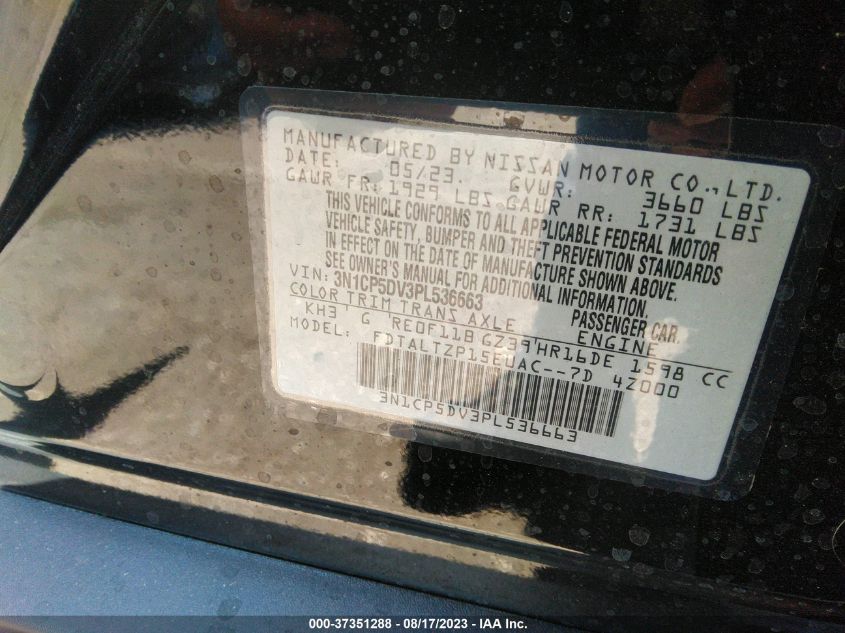 MANUFACTURED BY NISSAN MOTOR CO., LTD.
DATE: 05/23. GVWR: 3660 LBS
GAWR FR: 1929 LBS GAWR RR: 1731 LBS
THIS VEHICLE CONFORMS TO ALL APPLICABLE FEDERAL MOTOR
VEHICLE SAFETY, BUMPER AND THEFT PREVENTION STANDARDS
IN EFFECT ON THE DATE OF MANUFACTURE SHOWN ABOVE.
SEE OWNER'S MANUAL FOR ADDITIONAL INFORMATION.
VIN: 3N1CP5DV3PL536663 PASSENGER CAR.
COLOR TRIM TRANS AXLE ENGINE
KH3 G RE0F11B GZ39 HR16DE 1598 CC
MODEL: 4Z000
3N1CP5DV3PL536663
000-37351288 - 08/17/2023 - IAA Inc.